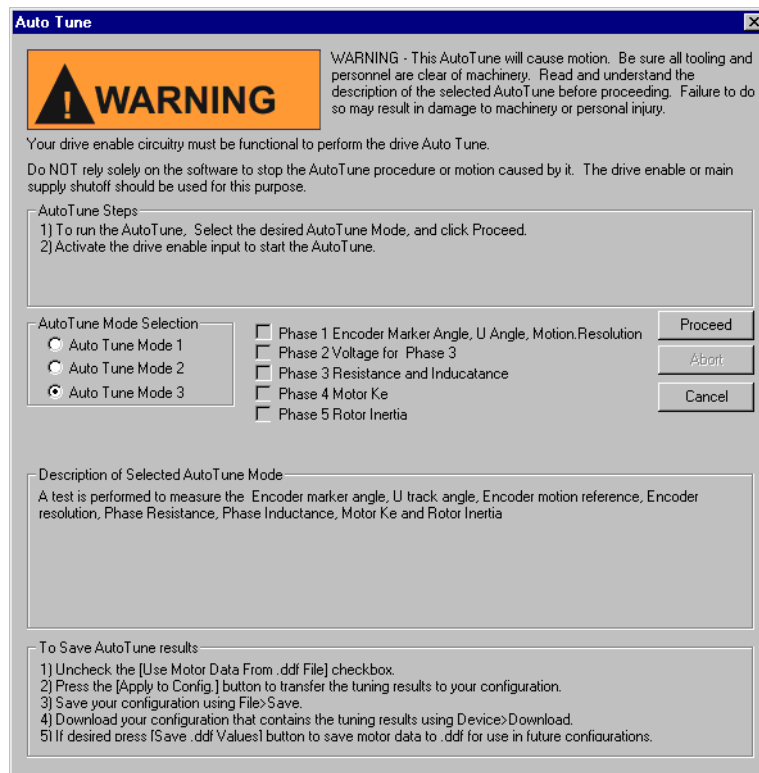 Auto Tune
WARNING
WARNING - This AutoTune will cause motion.  Be sure all tooling and
personnel are clear of machinery.  Read and understand the
description of the selected AutoTune before proceeding.  Failure to do
so may result in damage to machinery or personal injury.
Your drive enable circuitry must be functional to perform the drive Auto Tune.
Do NOT rely solely on the software to stop the AutoTune procedure or motion caused by it.  The drive enable or main
supply shutoff should be used for this purpose.
AutoTune Steps
1) To run the AutoTune,  Select the desired AutoTune Mode, and click Proceed.
2) Activate the drive enable input to start the AutoTune.
AutoTune Mode Selection
Auto Tune Mode 1
Auto Tune Mode 2
Auto Tune Mode 3
Phase 1 Encoder Marker Angle, U Angle, Motion.Resolution
Phase 2 Voltage for  Phase 3
Phase 3 Resistance and Inducatance
Phase 4 Motor Ke
Phase 5 Rotor Inertia
Proceed
Abort
Cancel
Description of Selected AutoTune Mode
A test is performed to measure the  Encoder marker angle, U track angle, Encoder motion reference, Encoder
resolution, Phase Resistance, Phase Inductance, Motor Ke and Rotor Inertia
To Save AutoTune results
1) Uncheck the [Use Motor Data From .ddf File] checkbox.
2) Press the [Apply to Config.] button to transfer the tuning results to your configuration.
3) Save your configuration using File>Save.
4) Download your configuration that contains the tuning results using Device>Download.
5) If desired press [Save .ddf Values] button to save motor data to .ddf for use in future configurations.